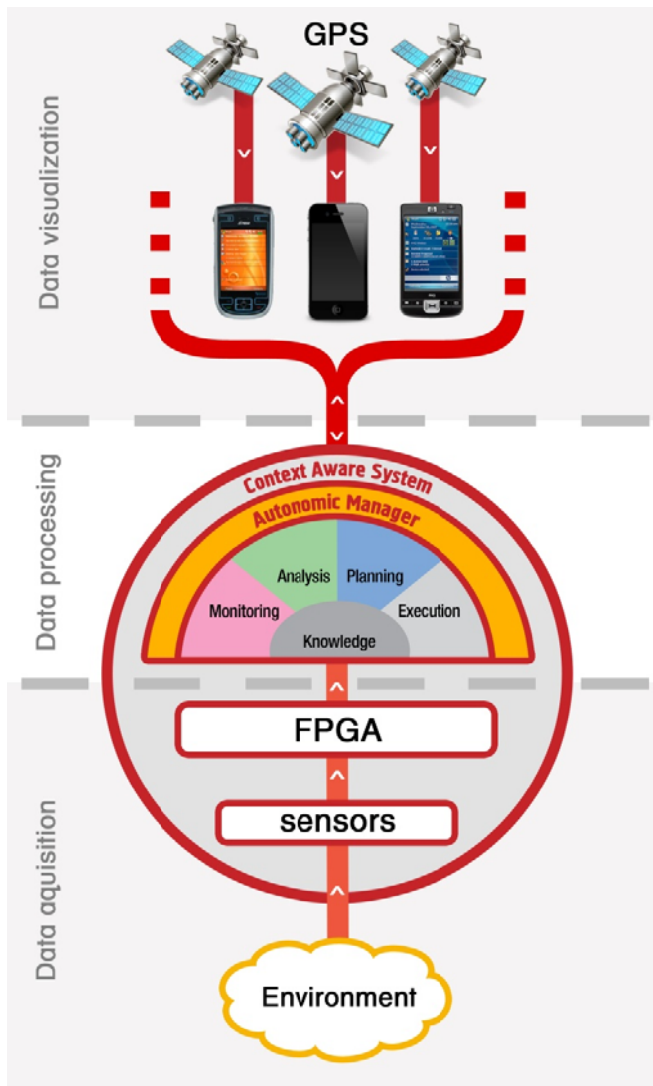 GPS
Data visualization
Context Aware System
Autonomic Manager
Analysis
Planning
Monitoring
Execution
Knowledge
Data processing
FPGA
sensors
Data aquisition
Environment